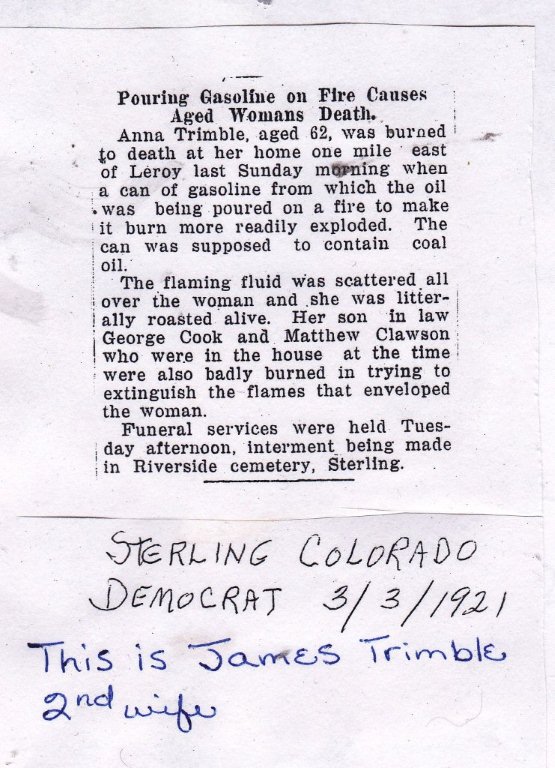 Pouring Gasoline on Fire Causes
Aged Womans Death.
Anna Trimble, aged 62, was burned
to death at her home one mile east
of Leroy last Sunday morning when
a can of gasoline from which the oil
was being poured on a fire to make
it burn more readily exploded. The
can was supposed to contain coal
oil.
The flaming fluid was scattered all
over the woman and she was litter-
ally roasted alive. Her son in law
George Cook and Matthew Clawson
who were in the house at the time
were also badly burned in trying to
extinguish the flames that enveloped
the woman.
Funeral services were held Tues-
day afternoon, interment being made
in Riverside cemetery, Sterling.
STERLING COLORADO
DEMOCRAT 3/3/1921
This is James Trimble
2nd wife